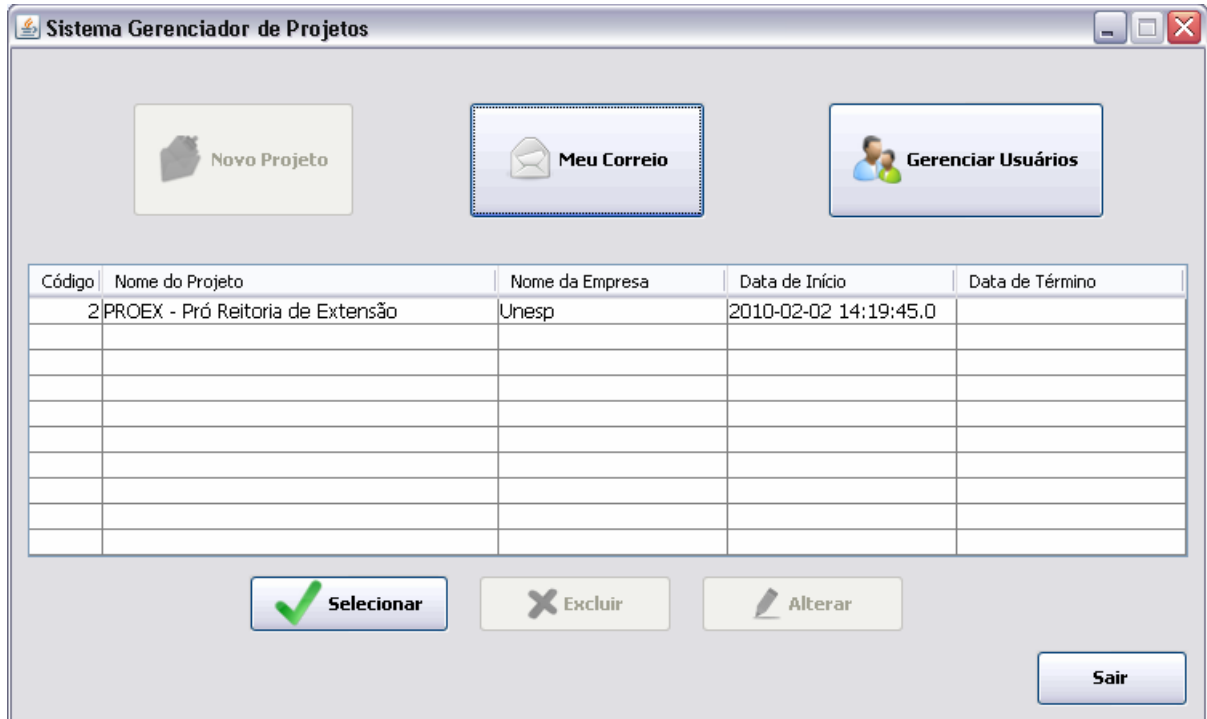 Sistema Gerenciador de Projetos
Novo Projeto
Meu Correio
Gerenciar Usuários
Código Nome do Projeto Nome da Empresa Data de Início Data de Término
2 PROEX - Pró Reitoria de Extensão Unesp 2010-02-02 14:19:45.0
Selecionar
Excluir
Alterar
Sair